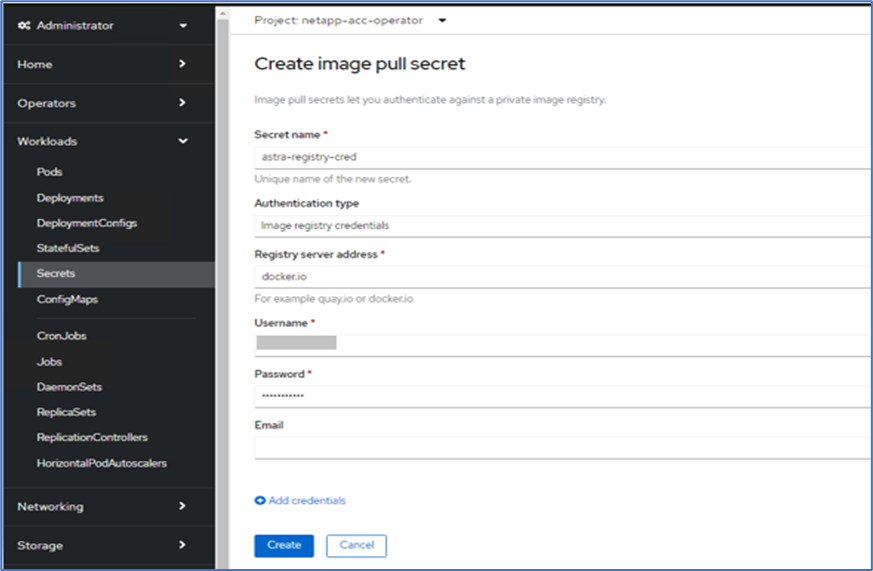 Administrator
Home
Operators
Workloads
Pods
Deployments
DeploymentConfigs
StatefulSets
Secrets
ConfigMaps
CronJobs
Jobs
DaemonSets
ReplicaSets
ReplicationControllers
HorizontalPodAutoscalers
Networking
Storage
Project: netapp-acc-operator
Create image pull secret
Image pull secrets let you authenticate against a private image registry.
Secret name *
astra-registry-cred
Unique name of the new secret.
Authentication type
Image registry credentials
Registry server address *
docker.io
For example quay.io or docker.io
Username *
Password *
•••••••••••
Email
Add credentials
Create
Cancel